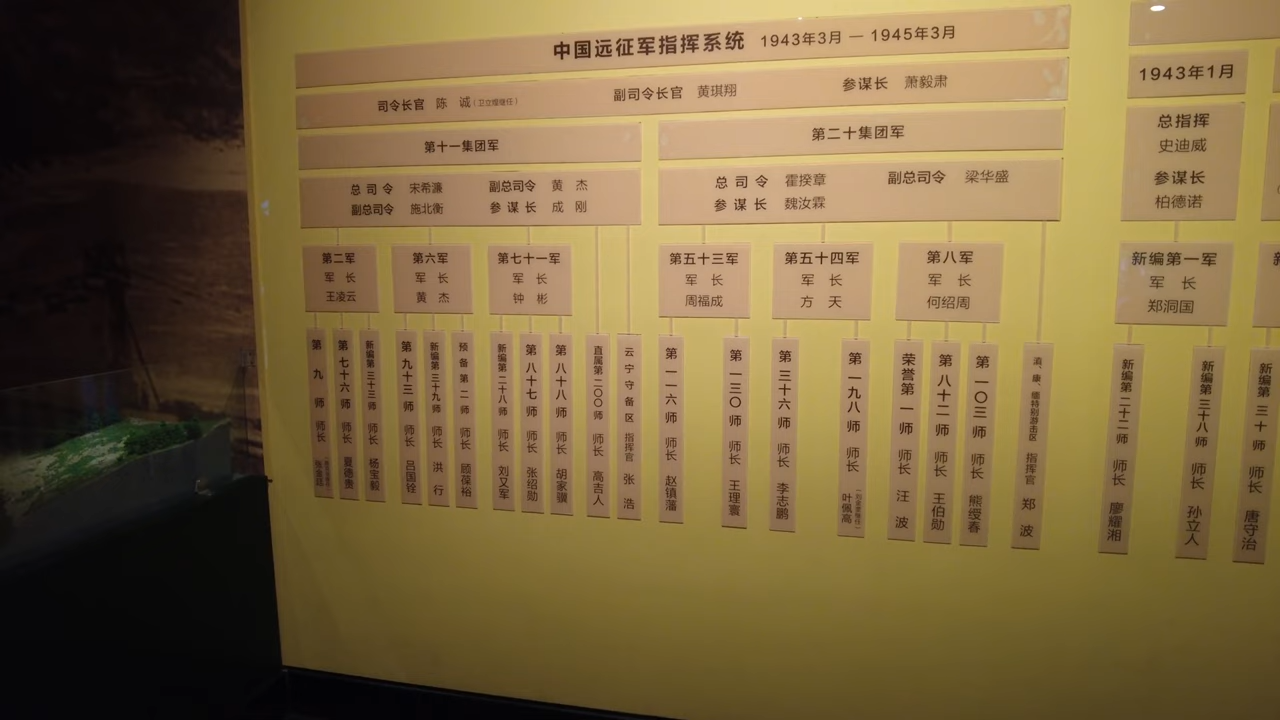 中国远征军指挥系统 1943年3月 — 1945年3月
司令长官 陈 诚（卫立煌继任） 副司令长官 黄琪翔 参谋长 萧毅肃
第十一集团军
总司令 宋希濂 副总司令 黄 杰
副总司令 施北衡 参谋长 成 刚
第二军
军 长
王凌云
第六军
军 长
黄 杰
第七十一军
军 长
钟 彬
第九师 师长
第七十六师 师长 夏德贵
新编第三十三师 师长 杨宝毂
第九十三师 师长 吕国铨
新编第三十九师 师长 洪 行
预备第二师 师长 顾葆裕
新编第二十八师 师长 刘又军
第八十七师 师长 张绍勋
第八十八师 师长 胡家骥
直属第二〇〇师 师长 高吉人
云宁守备区 指挥官 张 浩
第二十集团军
总司令 霍揆章 副总司令 梁华盛
参谋长 魏汝霖
第五十三军
军 长
周福成
第五十四军
军 长
方 天
第八军
军 长
何绍周
第一一六师 师长 赵镇藩
第一三〇师 师长 王理寰
第三十六师 师长 李志鹏
第一九八师 师长 叶佩高
荣誉第一师 师长 汪 波
第八十二师 师长 王伯勋
第一〇三师 师长 熊绶春
滇、康、缅特别游击区 指挥官 郑 波
1943年1月
总指挥
史迪威
参谋长
柏德诺
新编第一军
军 长
郑洞国
新编第二十二师 师长 廖耀湘
新编第三十八师 师长 孙立人
新编第三十师 师长 唐守治